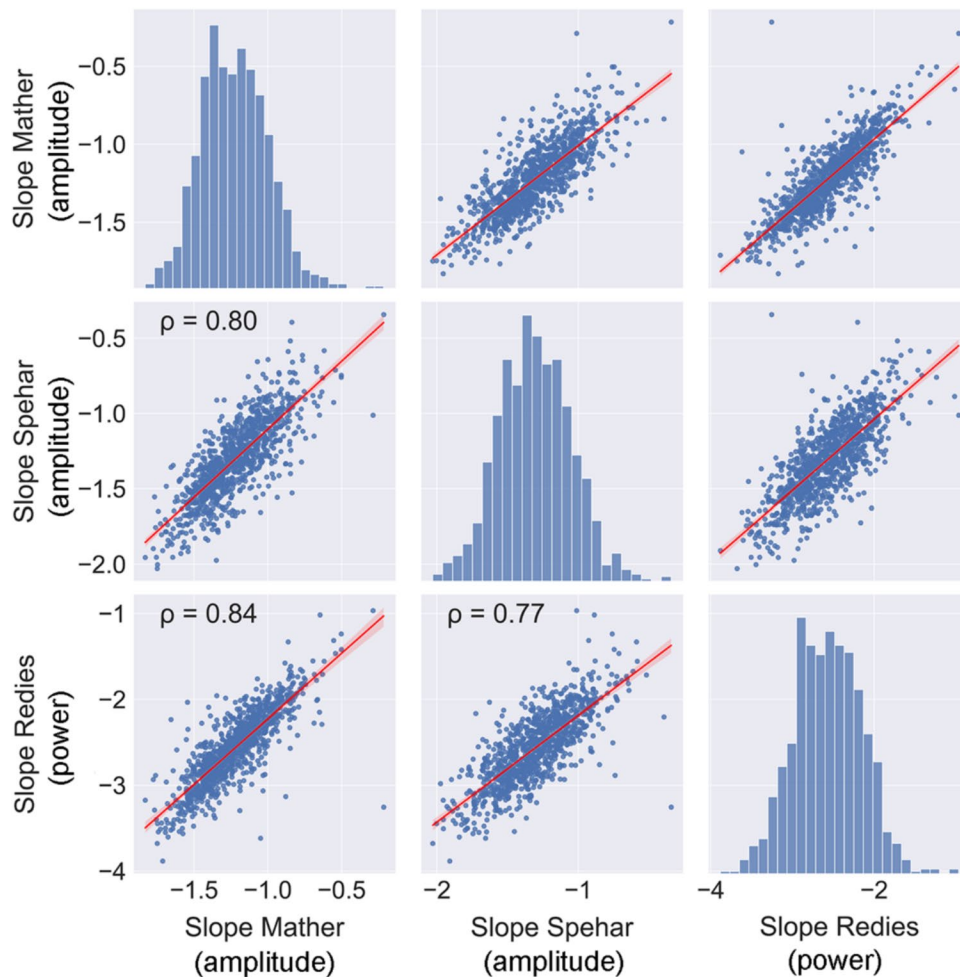 Slope Mather
(amplitude)
−0.5
−1.0
−1.5
Slope Spehar
(amplitude)
−0.5
−1.0
−1.5
−2.0
ρ = 0.80
Slope Redies
(power)
−1
−2
−3
−4
ρ = 0.84
ρ = 0.77
−1.5 −1.0 −0.5
−2 −1
−4 −2
Slope Mather
(amplitude)
Slope Spehar
(amplitude)
Slope Redies
(power)